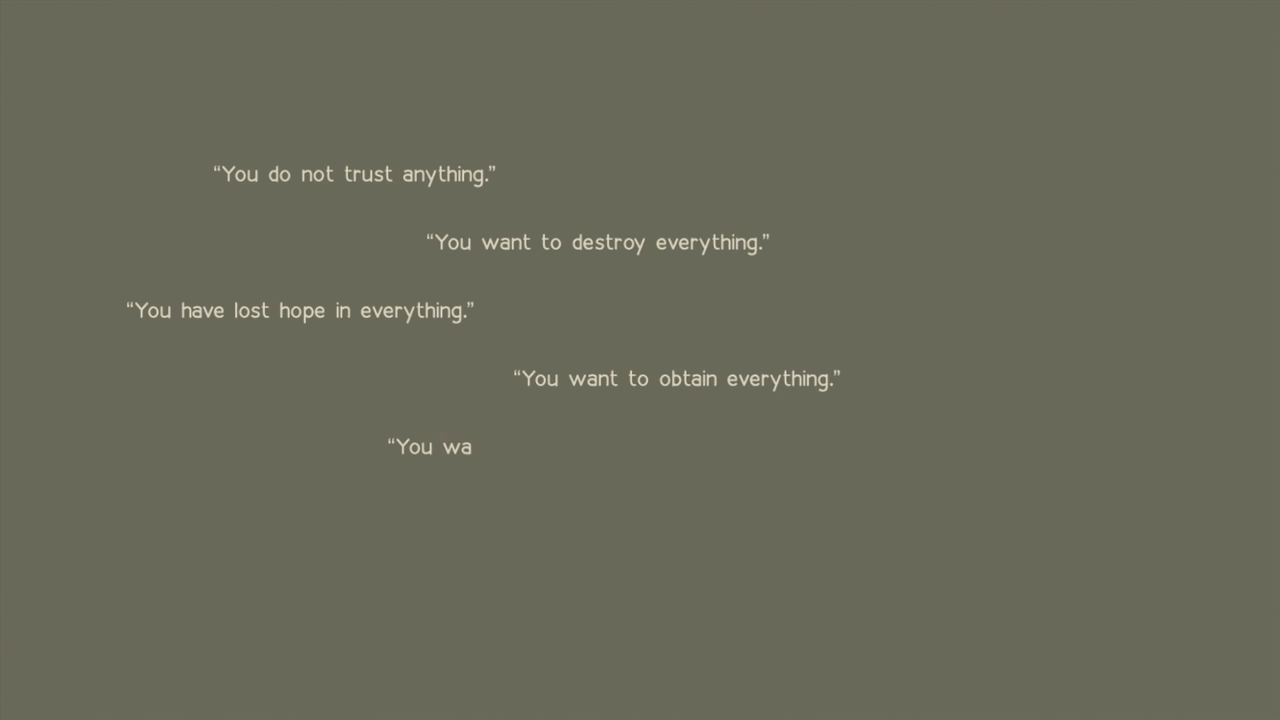 “You do not trust anything.”
“You want to destroy everything.”
“You have lost hope in everything.”
“You want to obtain everything.”
“You wa